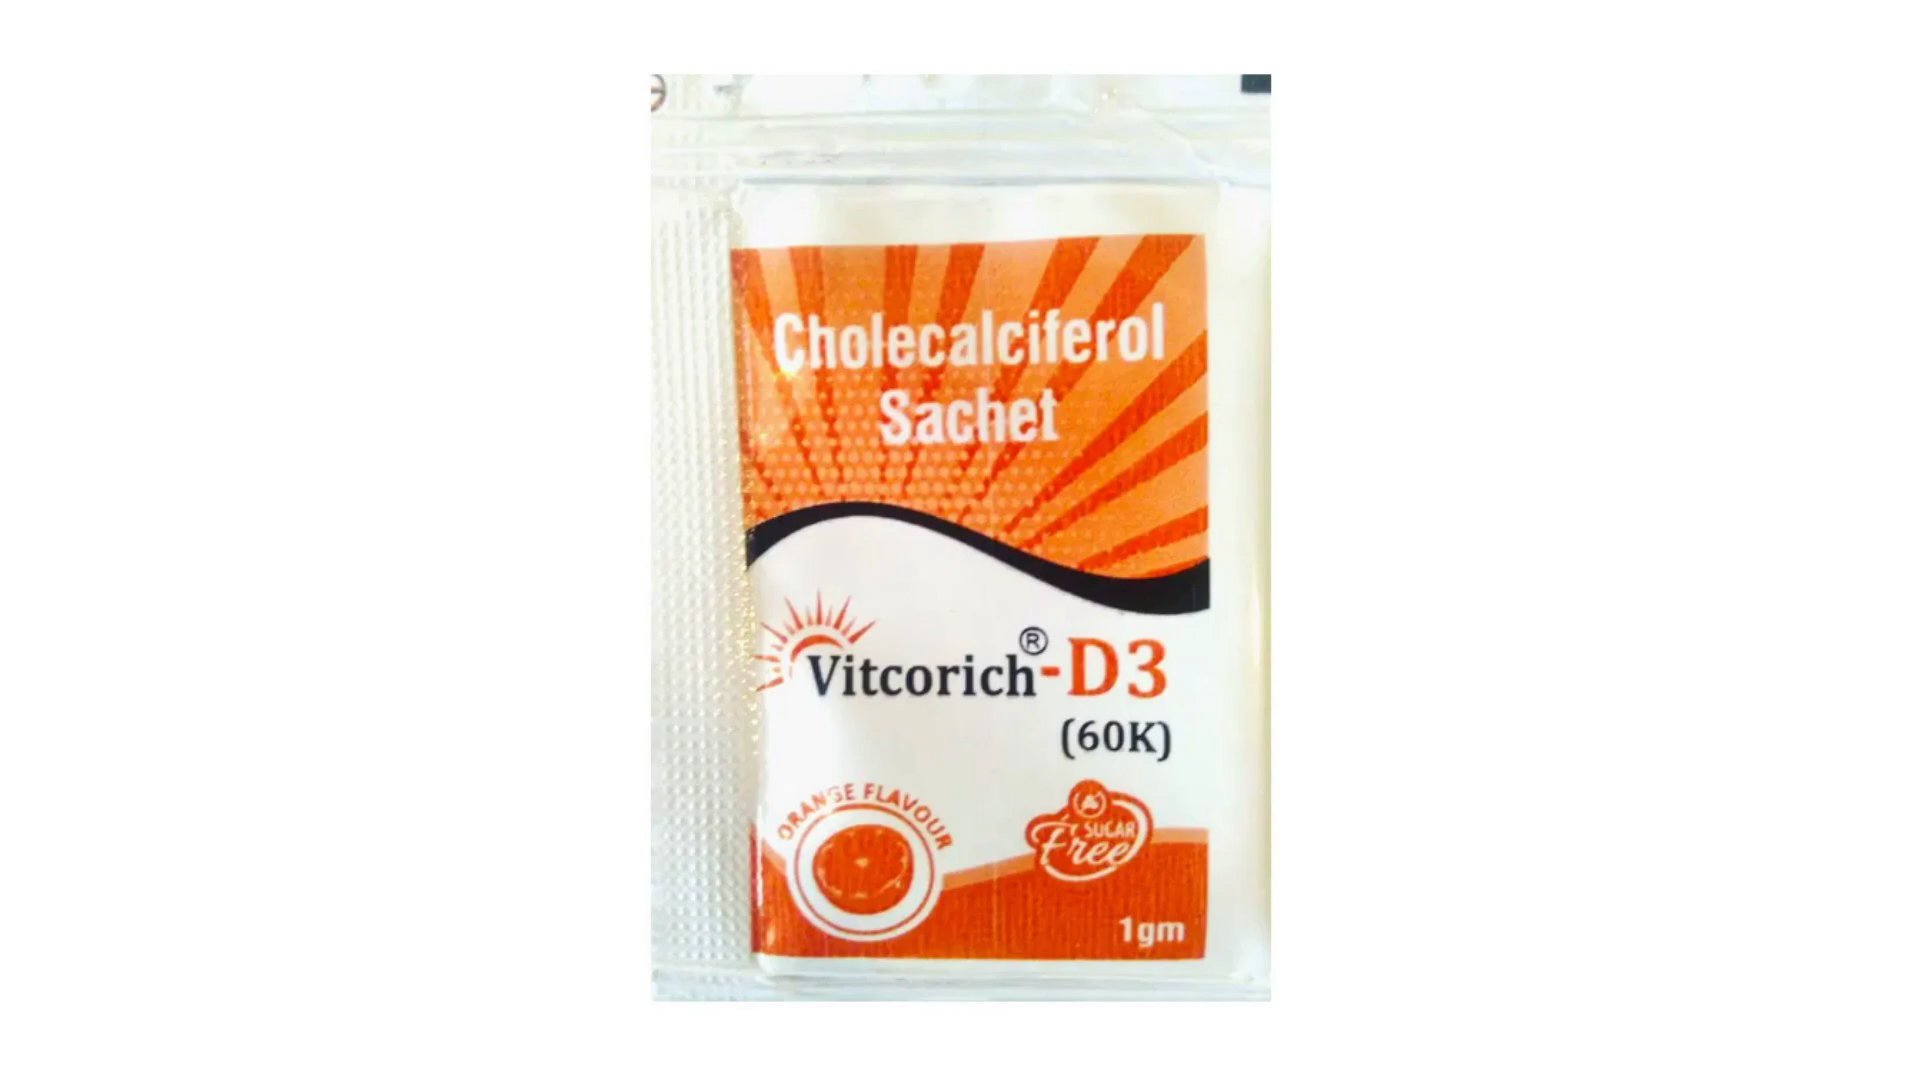 Cholecalciferol
Sachet
Vitcorich®-D3
(60K)
ORANGE FLAVOUR
SUGAR
Free
1gm